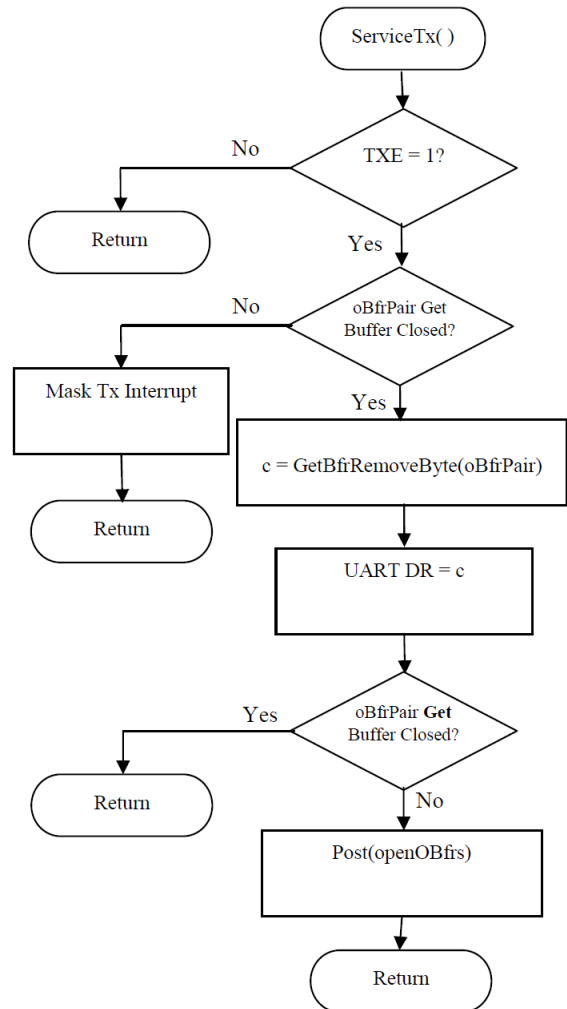 ServiceTx( )
TXE = 1?
No
Return
Yes
oBfrPair Get
Buffer Closed?
No
Mask Tx Interrupt
Return
Yes
c = GetBfrRemoveByte(oBfrPair)
UART DR = c
oBfrPair Get
Buffer Closed?
Yes
Return
No
Post(openOBfrs)
Return